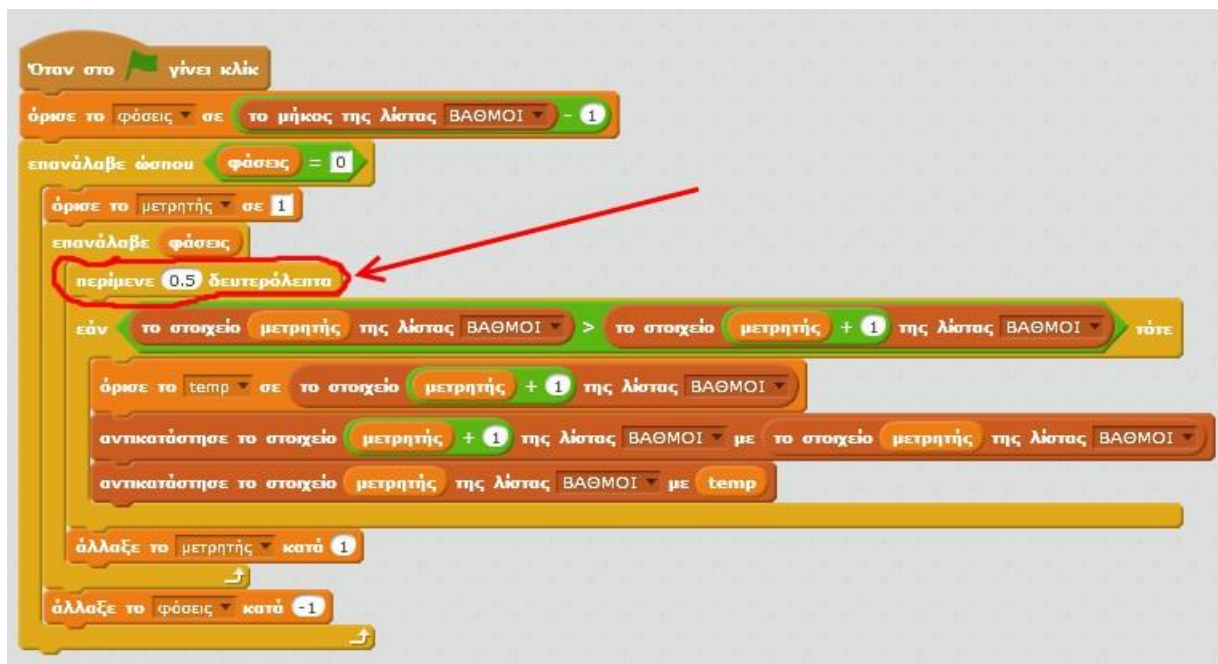 Όταν στο γίνει κλίκ
όρισε το φάσεις σε το μήκος της λίστας ΒΑΘΜΟΙ - 1
επανάλαβε ώσπου φάσεις = 0
όρισε το μετρητής σε 1
επανάλαβε φάσεις
περίμενε 0.5 δευτερόλεπτα
εάν το στοιχείο μετρητής της λίστας ΒΑΘΜΟΙ > το στοιχείο μετρητής + 1 της λίστας ΒΑΘΜΟΙ τότε
όρισε το temp σε το στοιχείο μετρητής + 1 της λίστας ΒΑΘΜΟΙ
αντικατάστησε το στοιχείο μετρητής + 1 της λίστας ΒΑΘΜΟΙ με το στοιχείο μετρητής της λίστας ΒΑΘΜΟΙ
αντικατάστησε το στοιχείο μετρητής της λίστας ΒΑΘΜΟΙ με temp
άλλαξε το μετρητής κατά 1
άλλαξε το φάσεις κατά -1